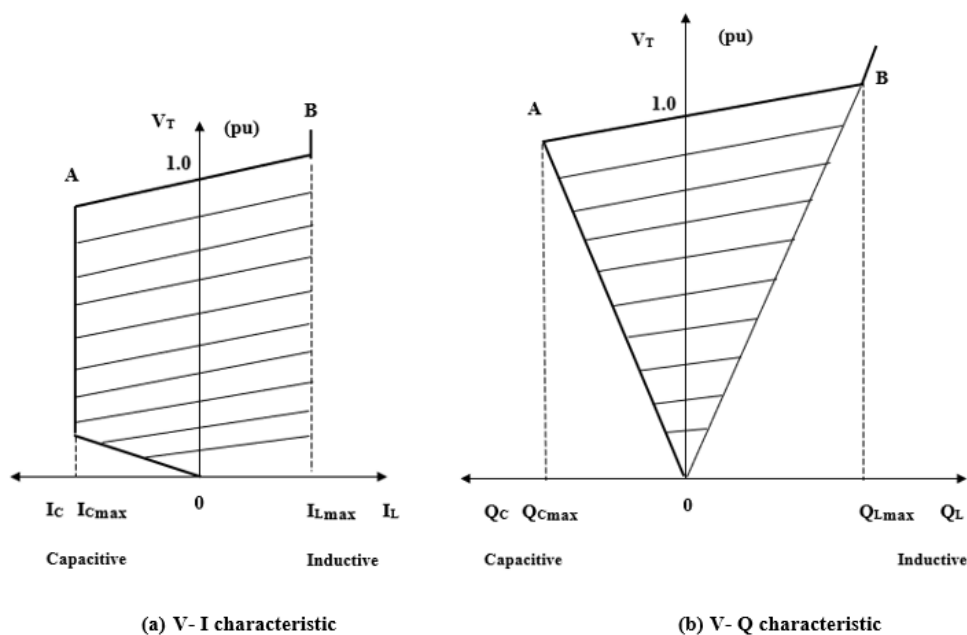 VT (pu)
B
1.0
A
0
IC ICmax
ILmax IL
Capacitive
Inductive
(a) V- I characteristic
VT (pu)
B
A
1.0
0
QC QCmax
QLmax QL
Capacitive
Inductive
(b) V- Q characteristic